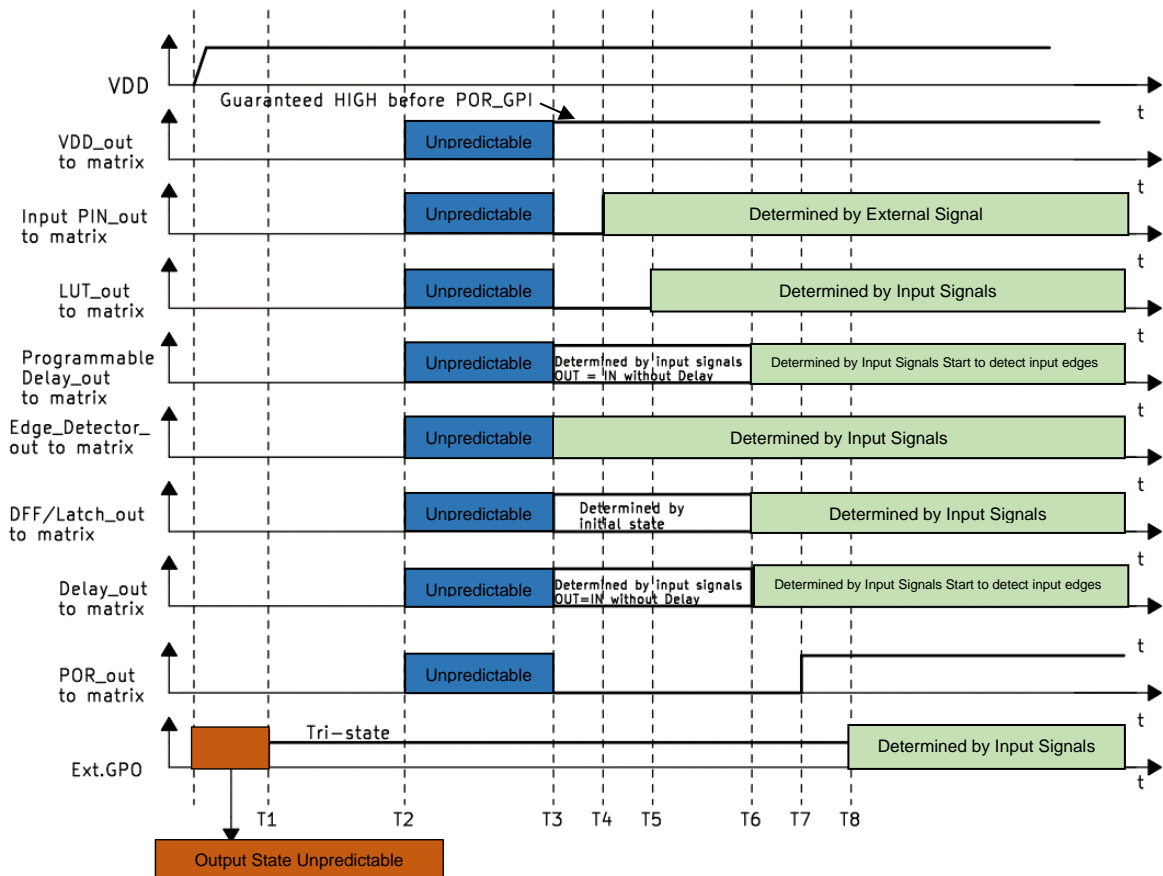 VDD
t
Guaranteed HIGH before POR_GPI
VDD_out
to matrix
Unpredictable
t
Input PIN_out
to matrix
Unpredictable
Determined by External Signal
t
LUT_out
to matrix
Unpredictable
Determined by Input Signals
t
Programmable
Delay_out
to matrix
Unpredictable
Determined by input signals
OUT = IN without Delay
Determined by Input Signals Start to detect input edges
t
Edge_Detector_
out to matrix
Unpredictable
Determined by Input Signals
t
DFF/Latch_out
to matrix
Unpredictable
Determined by
initial state
Determined by Input Signals
t
Delay_out
to matrix
Unpredictable
Determined by input signals
OUT=IN without Delay
Determined by Input Signals Start to detect input edges
t
POR_out
to matrix
Unpredictable
t
Ext.GPO
Tri-state
Determined by Input Signals
t
T1 T2 T3 T4 T5 T6 T7 T8
Output State Unpredictable